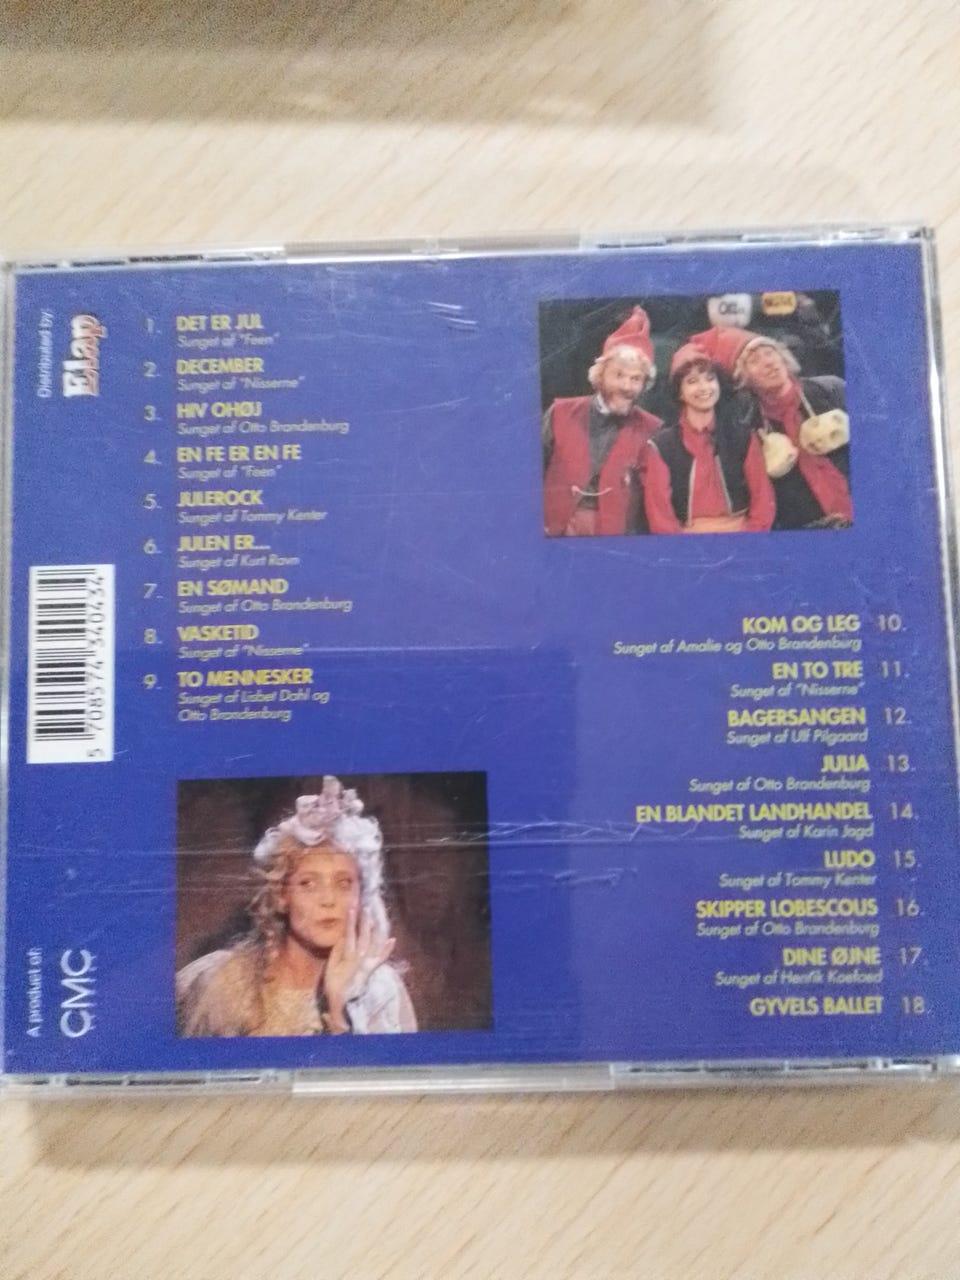 Distributed by:
Elap
1. DET ER JUL
Sunget af "Feen"
2. DECEMBER
Sunget af "Nisserne"
3. HIV OHØJ
Sunget af Otto Brandenburg
4. EN FE ER EN FE
Sunget af "Feen"
5. JULEROCK
Sunget af Tommy Kenter
6. JULEN ER...
Sunget af Kurt Ravn
7. EN SØMAND
Sunget af Otto Brandenburg
8. VASKETID
Sunget af "Nisserne"
9. TO MENNESKER
Sunget af Lisbet Dahl og
Otto Brandenburg
KOM OG LEG 10.
Sunget af Amalie og Otto Brandenburg
EN TO TRE 11.
Sunget af "Nisserne"
BAGERSANGEN 12.
Sunget af Ulf Pilgaard
JULIA 13.
Sunget af Otto Brandenburg
EN BLANDET LANDHANDEL 14.
Sunget af Karin Jagd
LUDO 15.
Sunget af Tommy Kenter
SKIPPER LOBESCOUS 16.
Sunget af Otto Brandenburg
DINE ØJNE 17.
Sunget af Henrik Koefoed
GYVELS BALLET 18.
5 708574 340434
A product of:
CMC